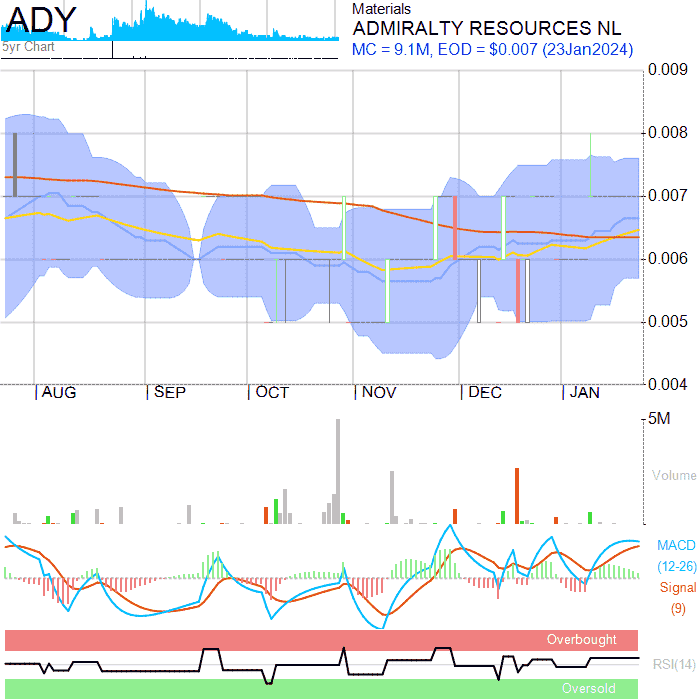 ADY
5yr Chart
Materials
ADMIRALTY RESOURCES NL
MC = 9.1M, EOD = $0.007 (23Jan2024)
0.009
0.008
0.007
0.006
0.005
0.004
AUG SEP OCT NOV DEC JAN
5M
Volume
MACD
(12-26)
Signal
(9)
Overbought
RSI(14)
Oversold